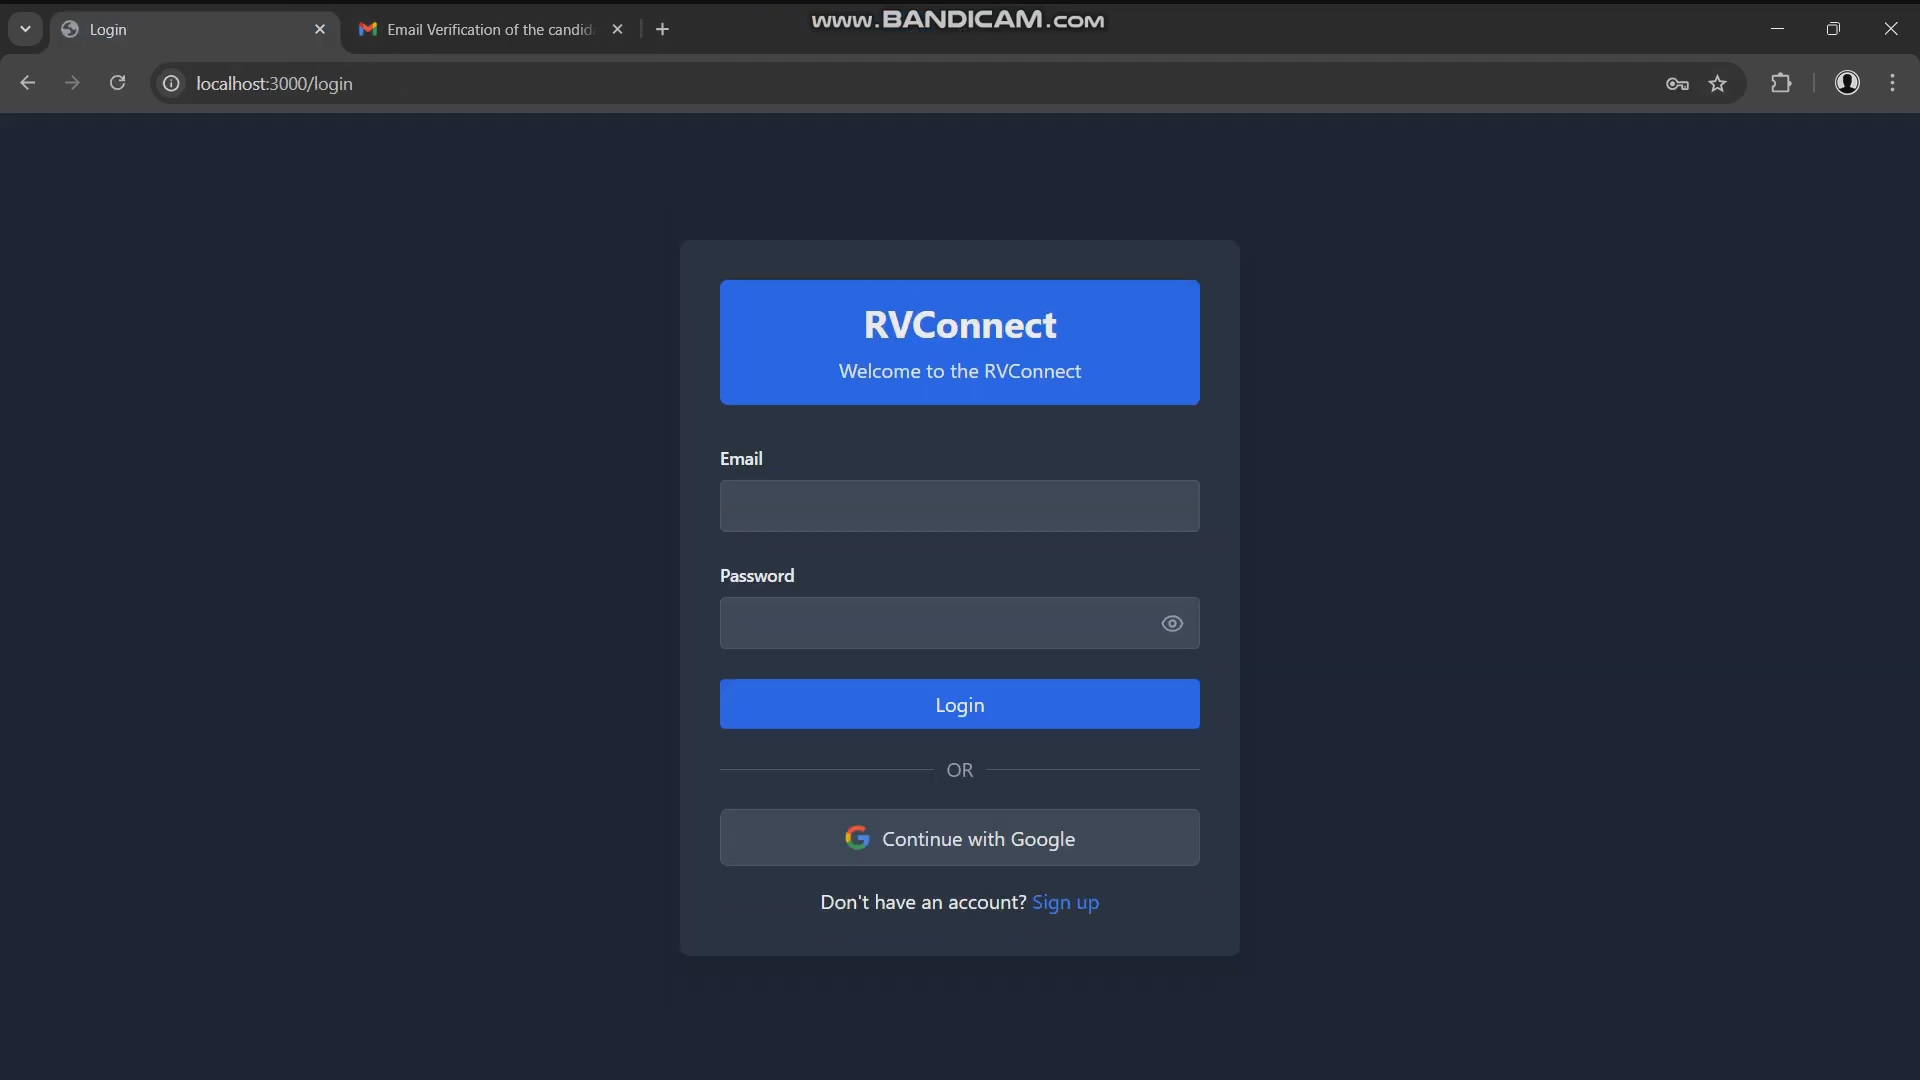 www.BANDICAM.com
Login
Email Verification of the candid
localhost:3000/login
RVConnect
Welcome to the RVConnect
Email
Password
Login
OR
Continue with Google
Don't have an account? Sign up